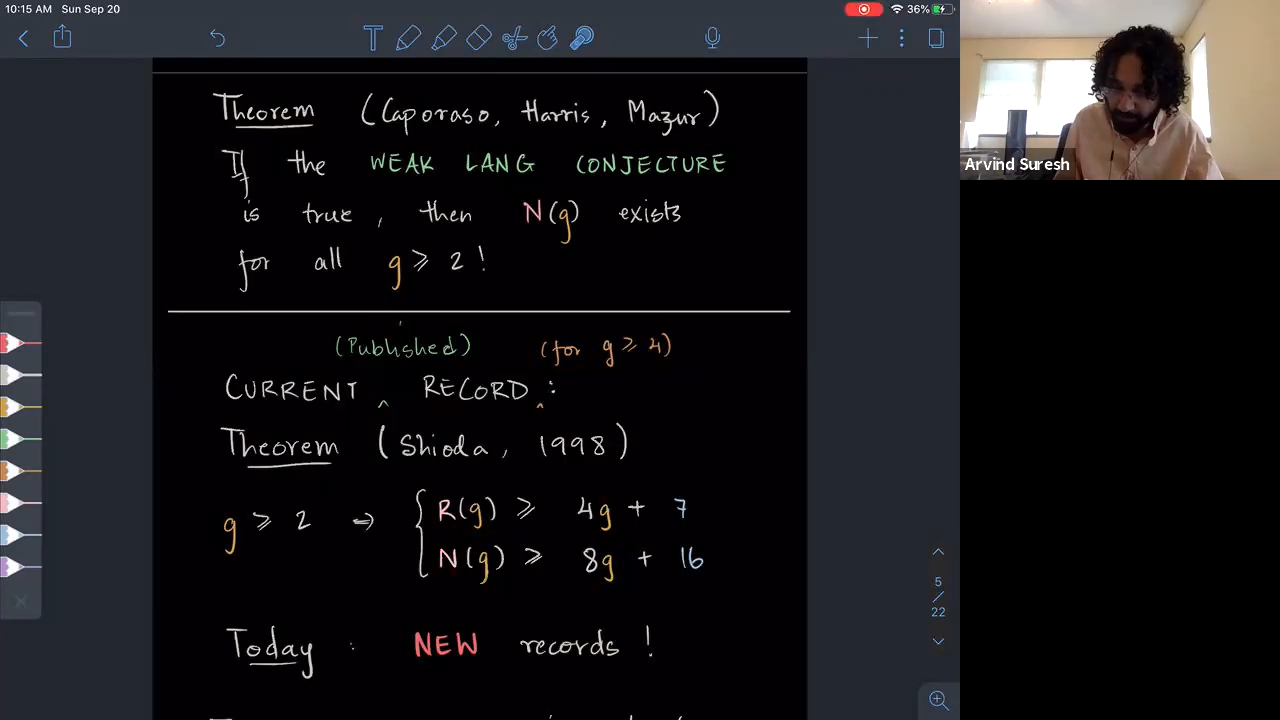 10:15 AM Sun Sep 20
36%
Theorem (Caporaso, Harris, Mazur)
If the WEAK LANG CONJECTURE
is true, then N(g) exists
for all g ⩾ 2 !
(Published) (for g ⩾ 4)
CURRENT ^ RECORD ^ :
Theorem (Shioda, 1998)
g ⩾ 2 ⇒ { R(g) ⩾ 4g + 7
N(g) ⩾ 8g + 16
Today : NEW records !
5
/
22
Arvind Suresh